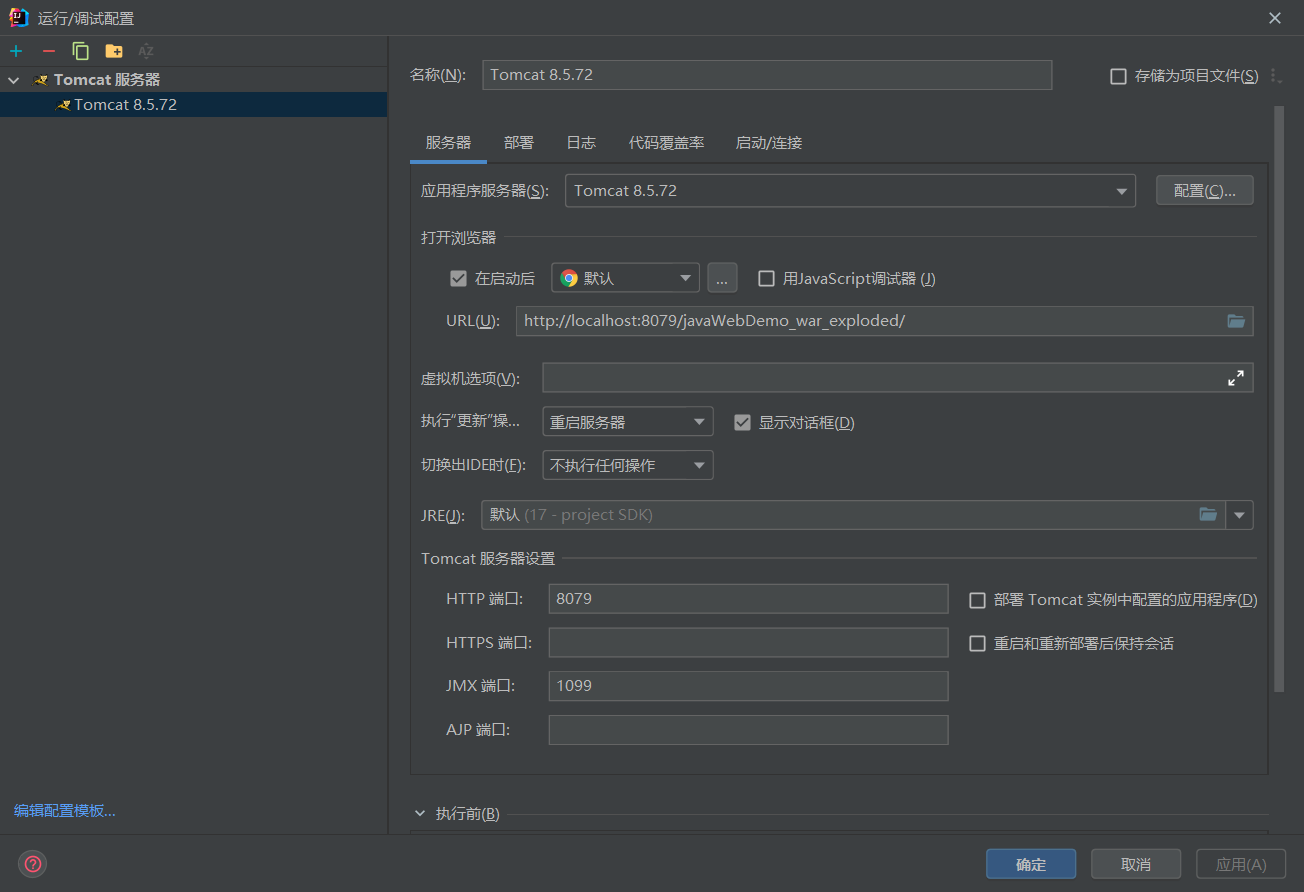 运行/调试配置
Tomcat 服务器
Tomcat 8.5.72
编辑配置模板...
名称(N): Tomcat 8.5.72 存储为项目文件(S)
服务器 部署 日志 代码覆盖率 启动/连接
应用程序服务器(S): Tomcat 8.5.72 配置(C)...
打开浏览器
在启动后 默认 ... 用JavaScript调试器 (J)
URL(U): http://localhost:8079/javaWebDemo_war_exploded/
虚拟机选项(V):
执行“更新”操... 重启服务器 显示对话框(D)
切换出IDE时(F): 不执行任何操作
JRE(J): 默认 (17 - project SDK)
Tomcat 服务器设置
HTTP 端口: 8079 部署 Tomcat 实例中配置的应用程序(D)
HTTPS 端口: 重启和重新部署后保持会话
JMX 端口: 1099
AJP 端口:
执行前(B)
确定 取消 应用(A)